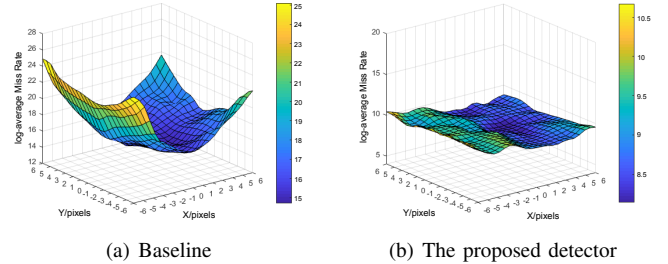 28
26
24
22
20
18
16
14
12
log-average Miss Rate
6 5 4 3 2 1 0 -1 -2 -3 -4 -5 -6
Y/pixels
-6 -5 -4 -3 -2 -1 0 1 2 3 4 5 6
X/pixels
25
24
23
22
21
20
19
18
17
16
15
(a) Baseline
20
15
10
5
log-average Miss Rate
6 5 4 3 2 1 0 -1 -2 -3 -4 -5 -6
Y/pixels
-6 -5 -4 -3 -2 -1 0 1 2 3 4 5 6
X/pixels
10.5
10
9.5
9
8.5
(b) The proposed detector